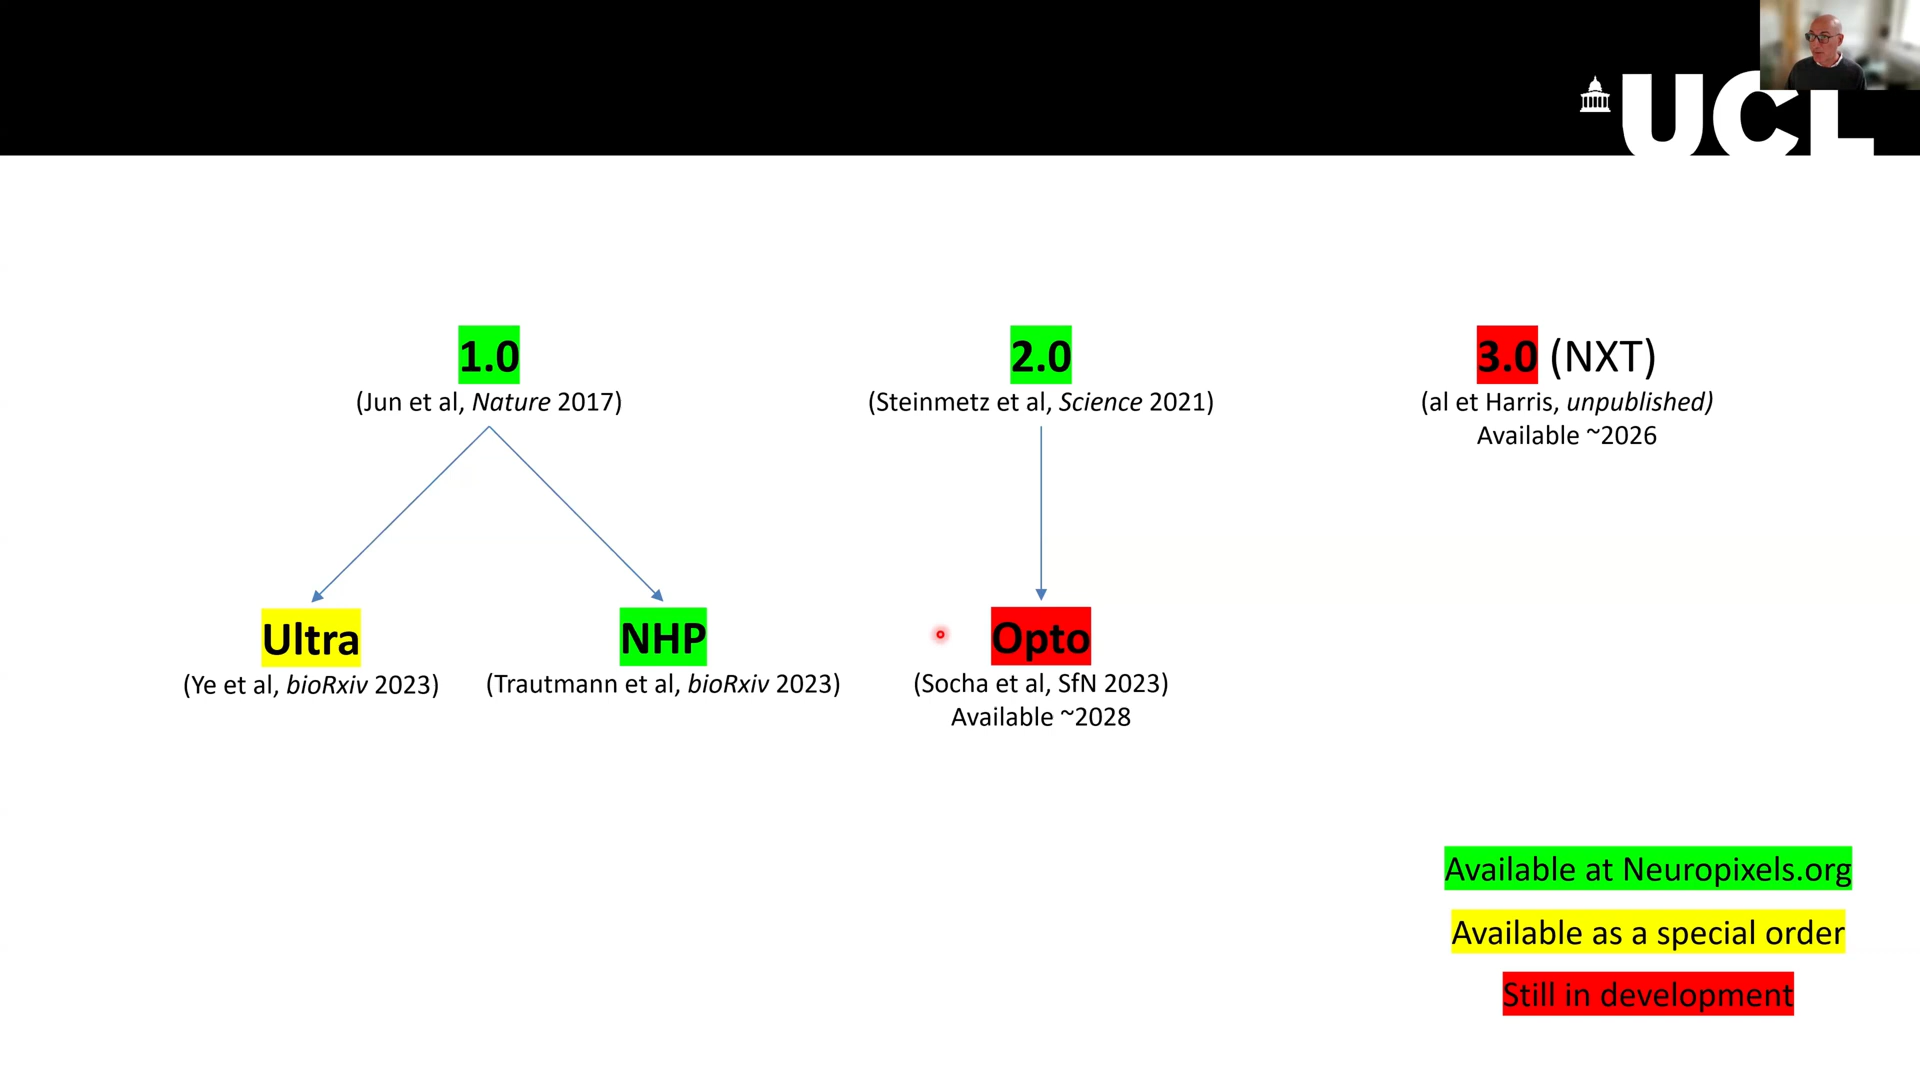 UCL
1.0
(Jun et al, Nature 2017)
2.0
(Steinmetz et al, Science 2021)
3.0 (NXT)
(al et Harris, unpublished)
Available ~2026
Ultra
(Ye et al, bioRxiv 2023)
NHP
(Trautmann et al, bioRxiv 2023)
Opto
(Socha et al, SfN 2023)
Available ~2028
Available at Neuropixels.org
Available as a special order
Still in development